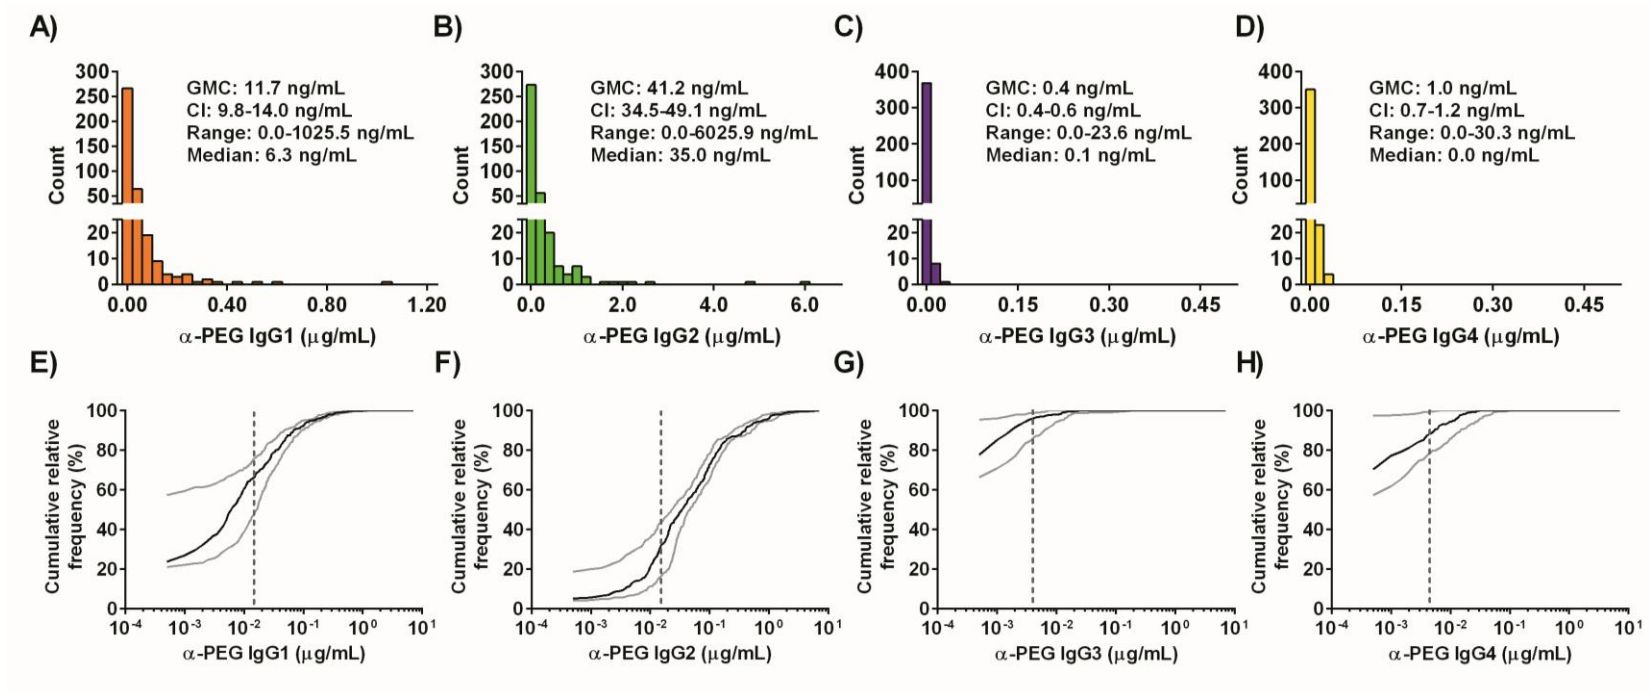 A)
300
250
200
150
100
50
20
10
0
Count
GMC: 11.7 ng/mL
CI: 9.8-14.0 ng/mL
Range: 0.0-1025.5 ng/mL
Median: 6.3 ng/mL
0.00 0.40 0.80 1.20
α-PEG IgG1 (μg/mL)
B)
300
250
200
150
100
50
20
10
0
Count
GMC: 41.2 ng/mL
CI: 34.5-49.1 ng/mL
Range: 0.0-6025.9 ng/mL
Median: 35.0 ng/mL
0.0 2.0 4.0 6.0
α-PEG IgG2 (μg/mL)
C)
400
300
200
100
20
10
0
Count
GMC: 0.4 ng/mL
CI: 0.4-0.6 ng/mL
Range: 0.0-23.6 ng/mL
Median: 0.1 ng/mL
0.00 0.15 0.30 0.45
α-PEG IgG3 (μg/mL)
D)
400
300
200
100
20
10
0
Count
GMC: 1.0 ng/mL
CI: 0.7-1.2 ng/mL
Range: 0.0-30.3 ng/mL
Median: 0.0 ng/mL
0.00 0.15 0.30 0.45
α-PEG IgG4 (μg/mL)
E)
Cumulative relative
frequency (%)
100
80
60
40
20
0
10-4 10-3 10-2 10-1 100 101
α-PEG IgG1 (μg/mL)
F)
Cumulative relative
frequency (%)
100
80
60
40
20
0
10-4 10-3 10-2 10-1 100 101
α-PEG IgG2 (μg/mL)
G)
Cumulative relative
frequency (%)
100
80
60
40
20
0
10-4 10-3 10-2 10-1 100 101
α-PEG IgG3 (μg/mL)
H)
Cumulative relative
frequency (%)
100
80
60
40
20
0
10-4 10-3 10-2 10-1 100 101
α-PEG IgG4 (μg/mL)